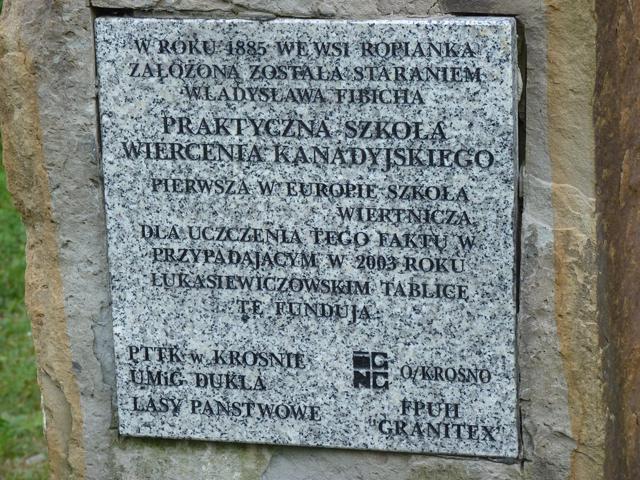 W ROKU 1885 WE WSI ROPIANKA
ZAŁOŻONA ZOSTAŁA STARANIEM
WŁADYSŁAWA FIBICHA
PRAKTYCZNA SZKOŁA
WIERCENIA KANADYJSKIEGO
PIERWSZA W EUROPIE SZKOŁA
WIERTNICZA.
DLA UCZCZENIA TEGO FAKTU W
PRZYPADAJĄCYM W 2003 ROKU
ŁUKASIEWICZOWSKIM TABLICĘ
TĘ FUNDUJĄ:
PTTK w KROŚNIE
UMiG DUKLA
LASY PAŃSTWOWE
O/KROSNO
FPUH
"GRANITEX"